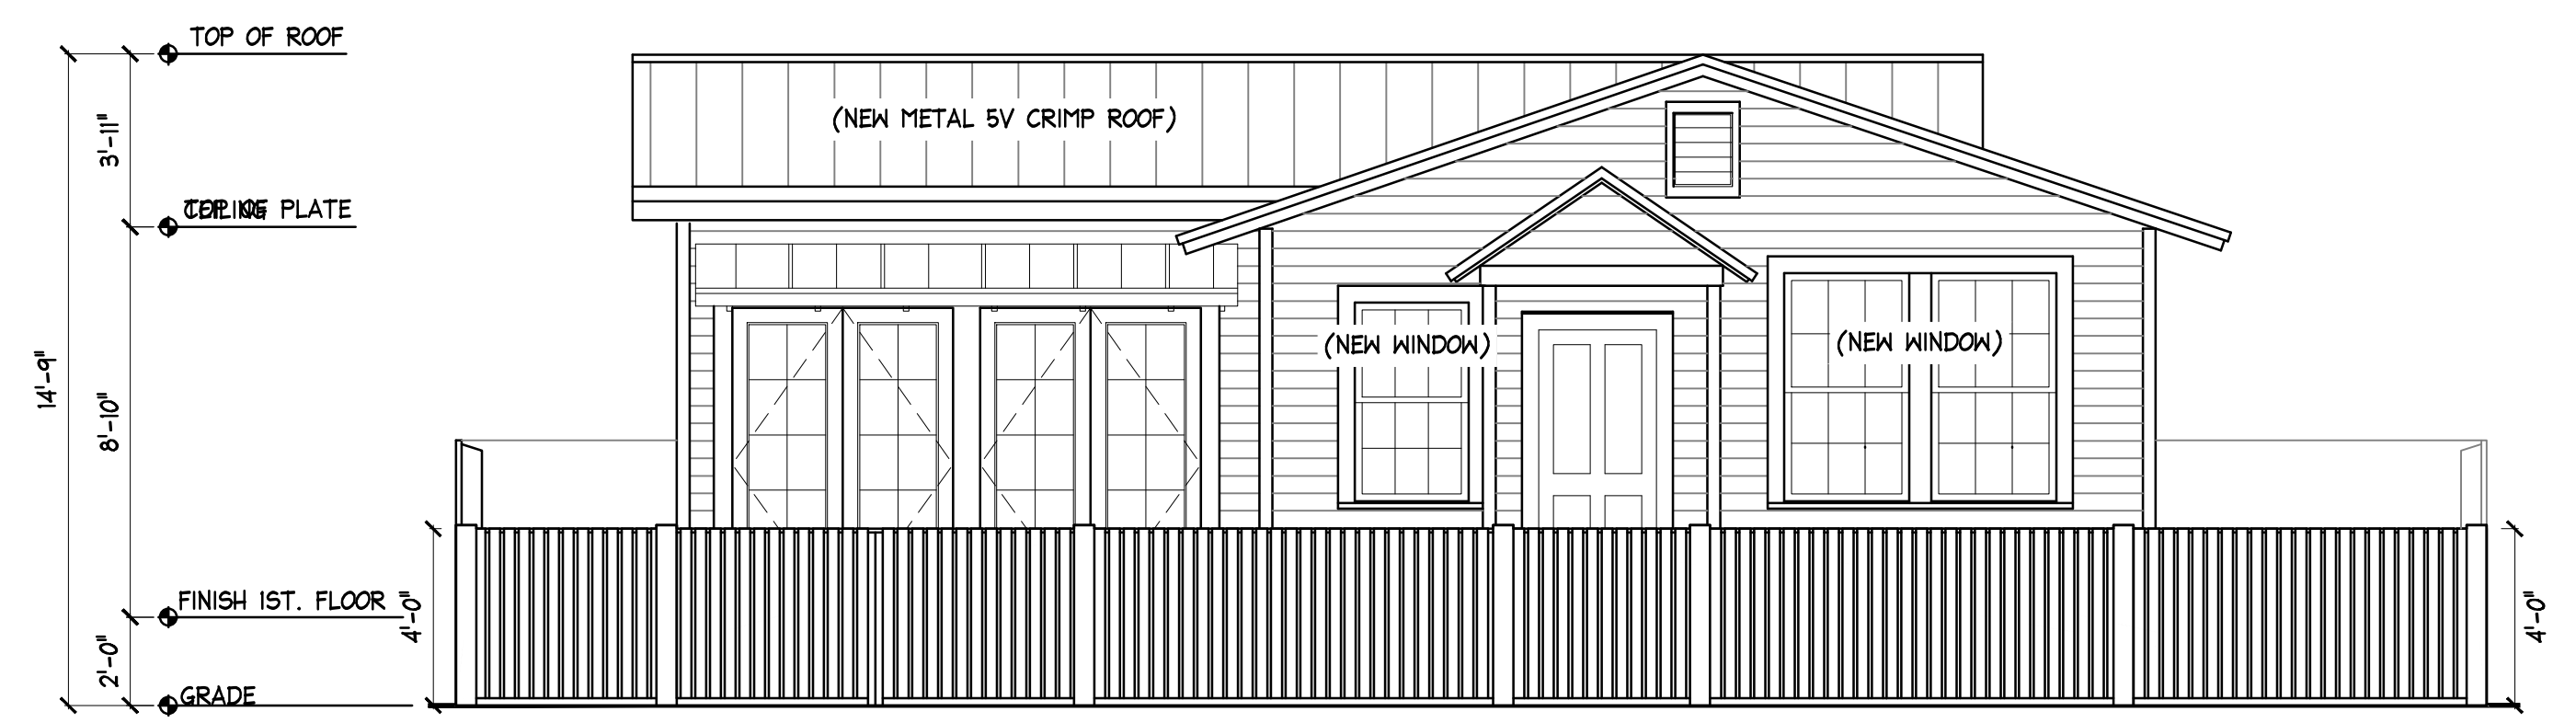 TOP OF ROOF
(NEW METAL 5V CRIMP ROOF)
3'-11"
PLATE
(NEW WINDOW)
(NEW WINDOW)
14'-9"
8'-10"
FINISH 1ST. FLOOR
4'-0"
4'-0"
2'-0"
GRADE